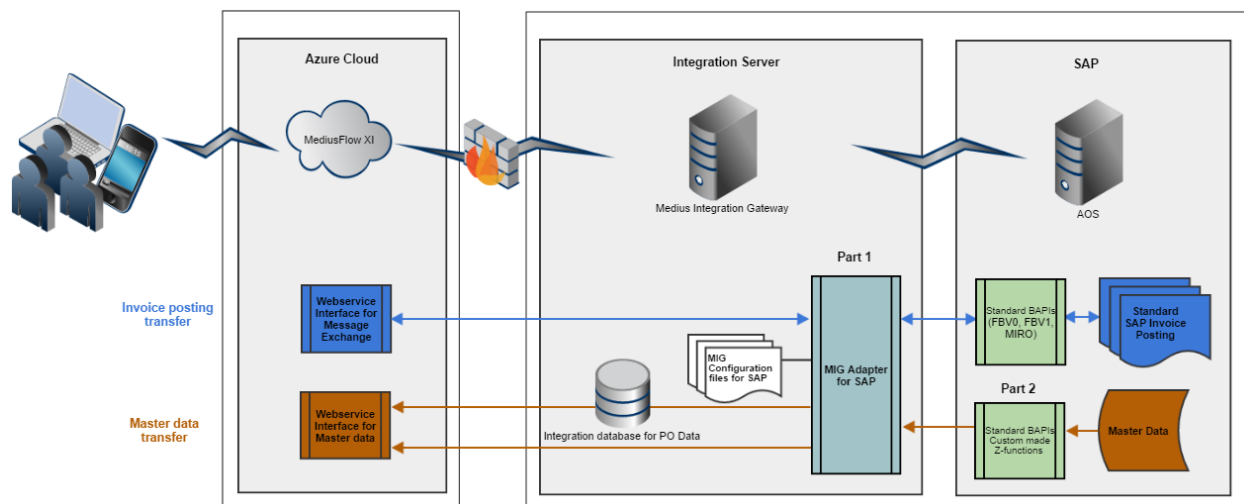 Azure Cloud
Integration Server
SAP
MediusFlow XI
Medius Integration Gateway
AOS
Part 1
Invoice posting
transfer
Webservice
Interface for
Message
Exchange
Standard BAPIs
(FBV0, FBV1,
MIRO)
Standard
SAP Invoice
Posting
MIG
Configuration
files for SAP
MIG Adapter
for SAP
Part 2
Master data
transfer
Webservice
Interface for
Master data
Integration database for PO Data
Standard BAPIs
Custom made
Z-functions
Master Data